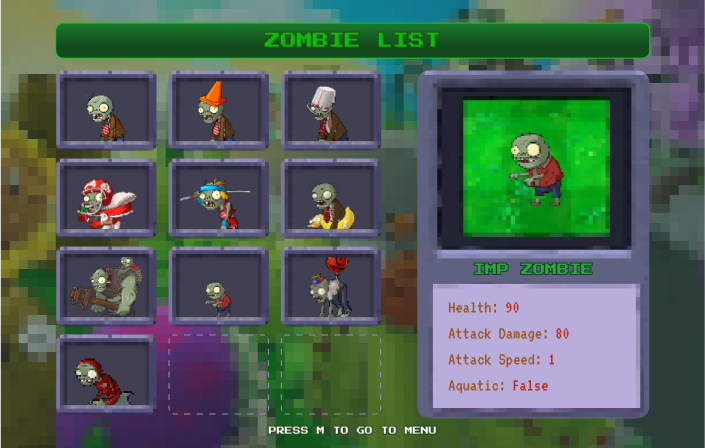 ZOMBIE LIST
IMP ZOMBIE
Health: 90
Attack Damage: 80
Attack Speed: 1
Aquatic: False
PRESS M TO GO TO MENU